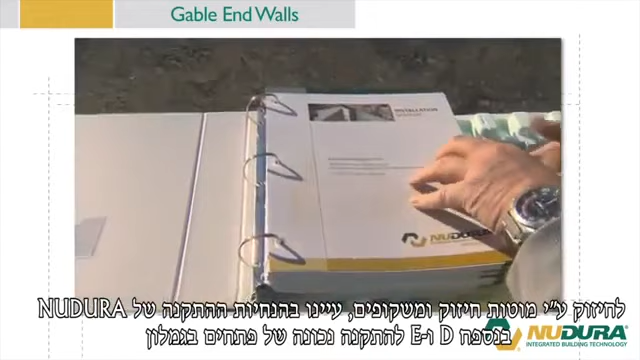 Gable End Walls
INSTALLATION
NUDURA
לחיזוק ע"י מוטות חיזוק ומשקופים, עיינו בהנחיות ההתקנה של NUDURA
בנספח D ו-E להתקנה נכונה של פתחים בגמלון
NUDURA
INTEGRATED BUILDING TECHNOLOGY